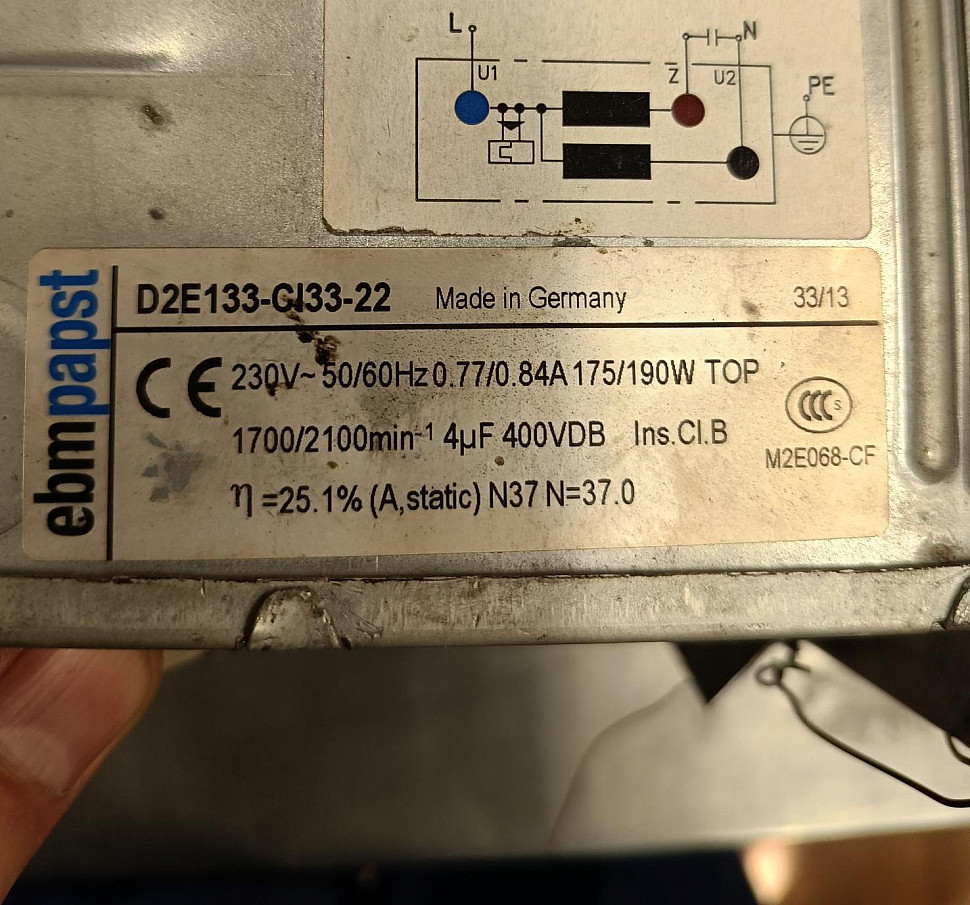 L
N
U1
Z
U2
PE
ebmpapst
D2E133-CI33-22 Made in Germany 33/13
CE 230V~ 50/60Hz 0.77/0.84A 175/190W TOP
1700/2100min-1 4µF 400VDB Ins.Cl.B
CCC S
M2E068-CF
η =25.1% (A,static) N37 N=37.0